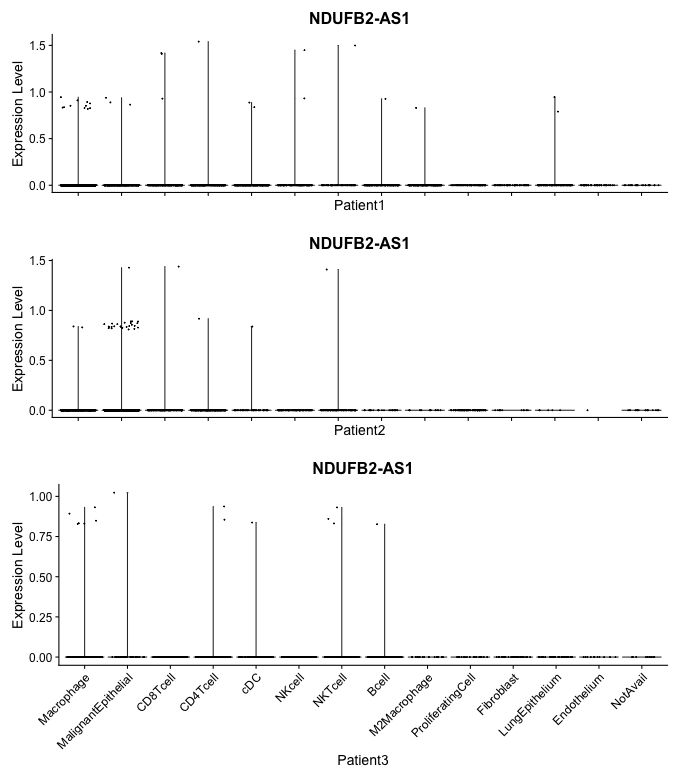 NDUFB2-AS1
Expression Level
1.5
1.0
0.5
0.0
Patient1
NDUFB2-AS1
Expression Level
1.5
1.0
0.5
0.0
Patient2
NDUFB2-AS1
Expression Level
1.00
0.75
0.50
0.25
0.00
Macrophage
MalignantEpithelial
CD8Tcell
CD4Tcell
cDC
NKcell
NKTcell
Bcell
M2Macrophage
ProliferatingCell
Fibroblast
LungEpithelium
Endothelium
NotAvail
Patient3